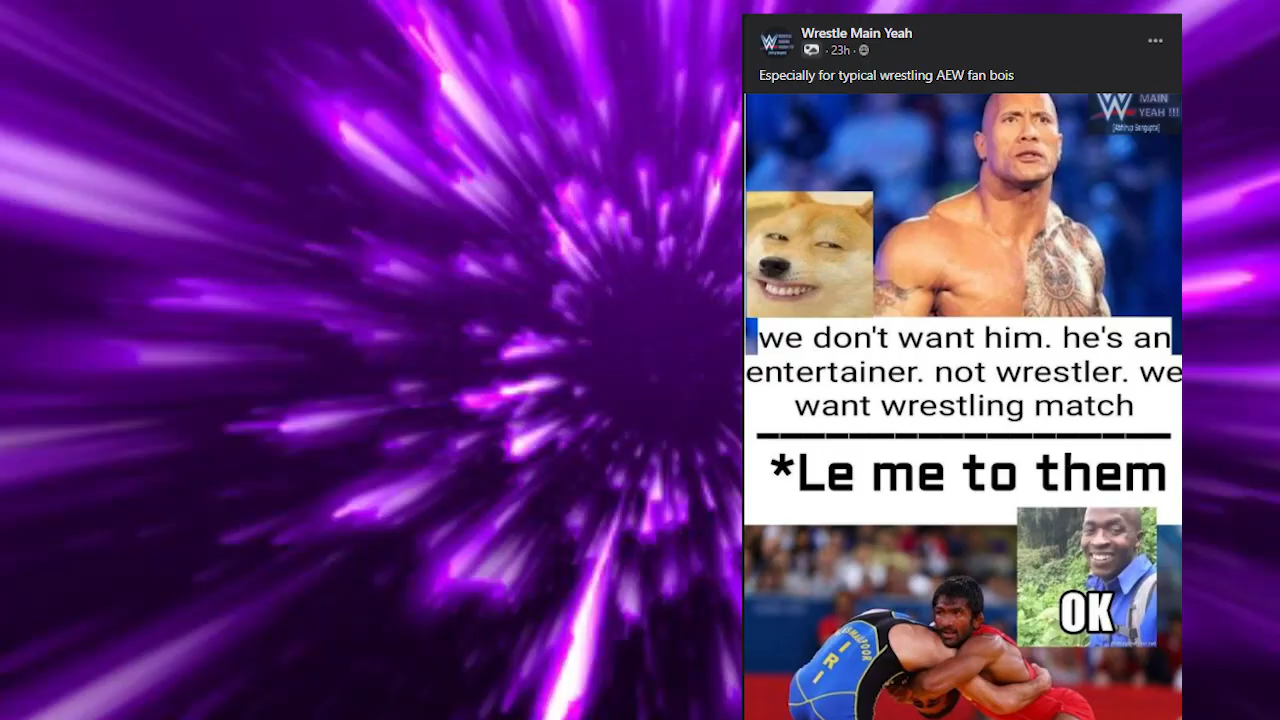 Wrestle Main Yeah
23h
Especially for typical wrestling AEW fan bois
MAIN
YEAH !!!
we don't want him. he's an
entertainer. not wrestler. we
want wrestling match
*Le me to them
OK
IRI